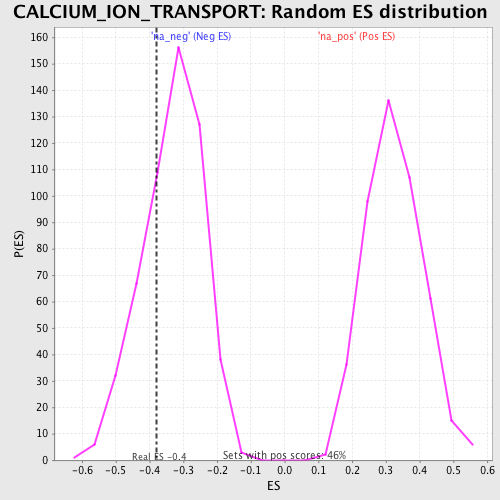 CALCIUM_ION_TRANSPORT: Random ES distribution
'na_neg' (Neg ES)
'na_pos' (Pos ES)
160
150
140
130
120
110
100
90
80
70
60
50
40
30
20
10
0
P(ES)
Real ES -0.4
Sets with pos scores: 46%
-0.6 -0.5 -0.4 -0.3 -0.2 -0.1 0.0 0.1 0.2 0.3 0.4 0.5 0.6
ES